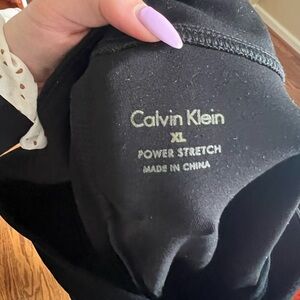 Calvin Klein
XL
POWER STRETCH
MADE IN CHINA